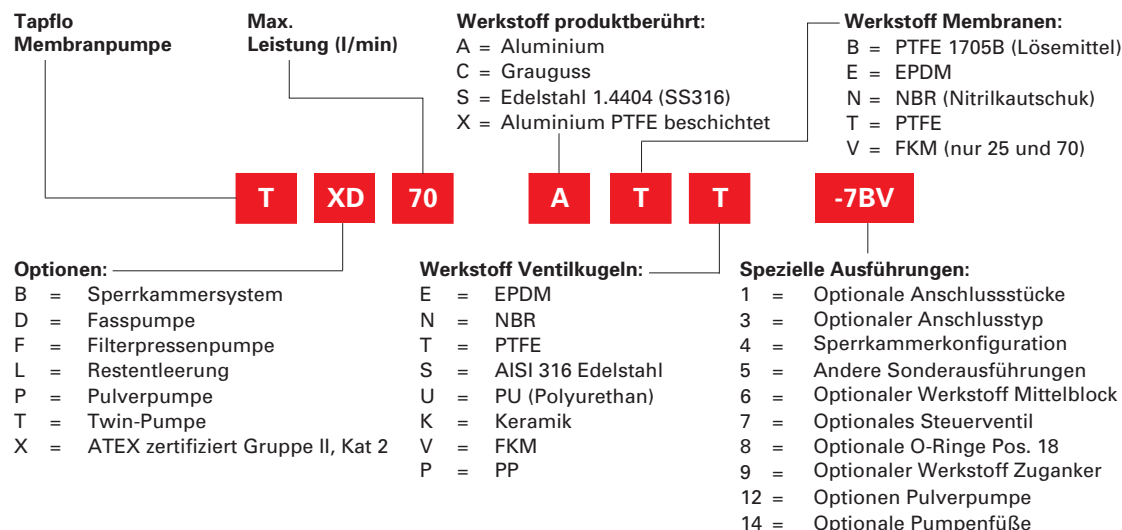 Tapflo
Membranpumpe
Max.
Leistung (l/min)
Werkstoff produktberührt:
A = Aluminium
C = Grauguss
S = Edelstahl 1.4404 (SS316)
X = Aluminium PTFE beschichtet
Werkstoff Membranen:
B = PTFE 1705B (Lösemittel)
E = EPDM
N = NBR (Nitrilkautschuk)
T = PTFE
V = FKM (nur 25 und 70)
T XD 70 A T T -7BV
Optionen:
B = Sperrkammersystem
D = Fasspumpe
F = Filterpressenpumpe
L = Restentleerung
P = Pulverpumpe
T = Twin-Pumpe
X = ATEX zertifiziert Gruppe II, Kat 2
Werkstoff Ventilkugeln:
E = EPDM
N = NBR
T = PTFE
S = AISI 316 Edelstahl
U = PU (Polyurethan)
K = Keramik
V = FKM
P = PP
Spezielle Ausführungen:
1 = Optionale Anschlussstücke
3 = Optionaler Anschlusstyp
4 = Sperrkammerkonfiguration
5 = Andere Sonderausführungen
6 = Optionaler Werkstoff Mittelblock
7 = Optionales Steuerventil
8 = Optionale O-Ringe Pos. 18
9 = Optionaler Werkstoff Zuganker
12 = Optionen Pulverpumpe
14 = Optionale Pumpenfüße